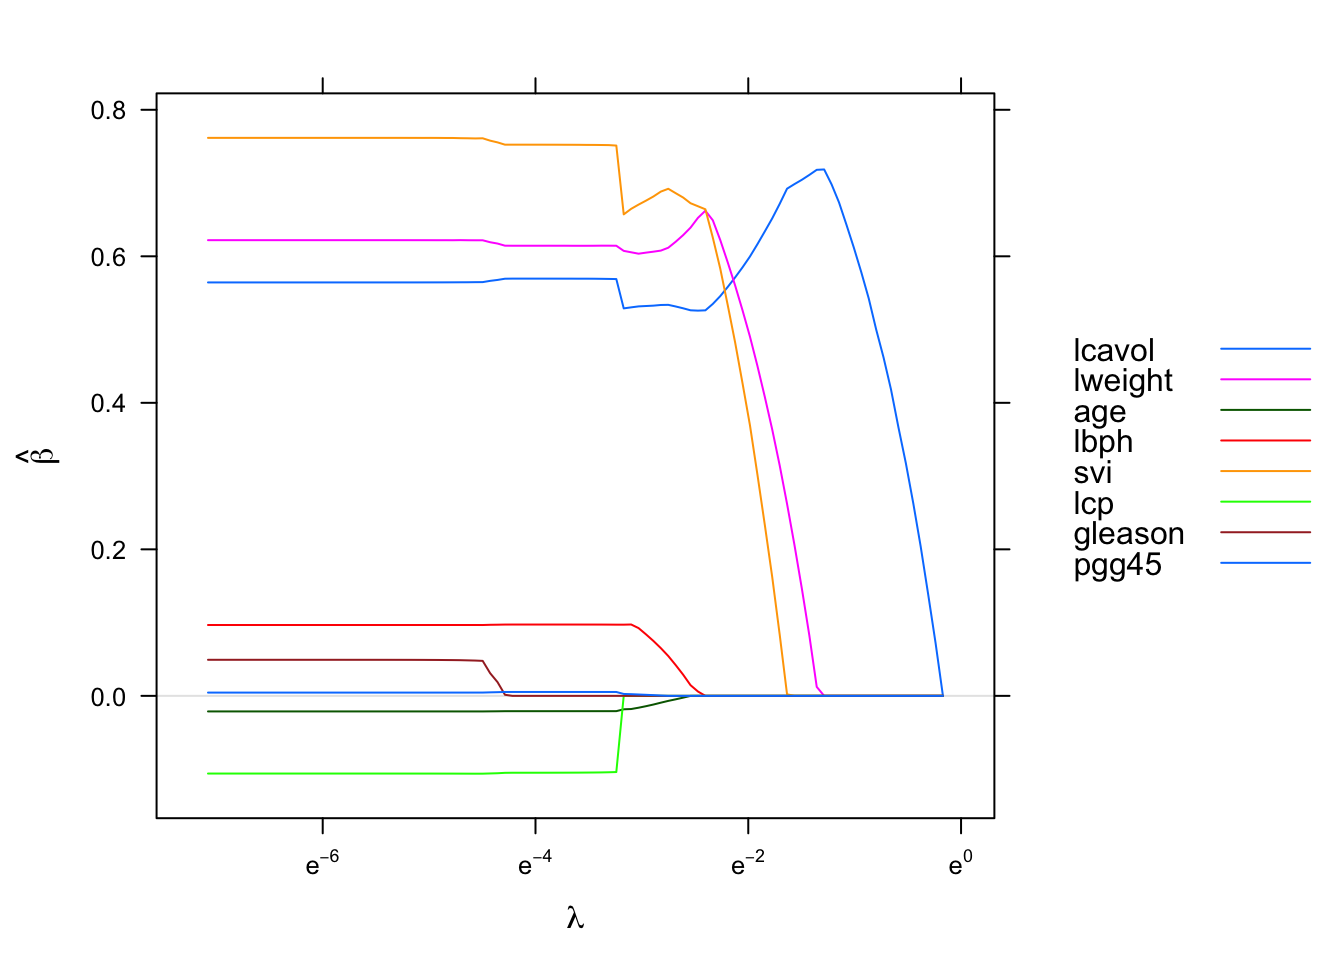 0.8
0.6
0.4
0.2
0.0
β̂
e⁻⁶ e⁻⁴ e⁻² e⁰
λ
lcavol
lweight
age
lbph
svi
lcp
gleason
pgg45